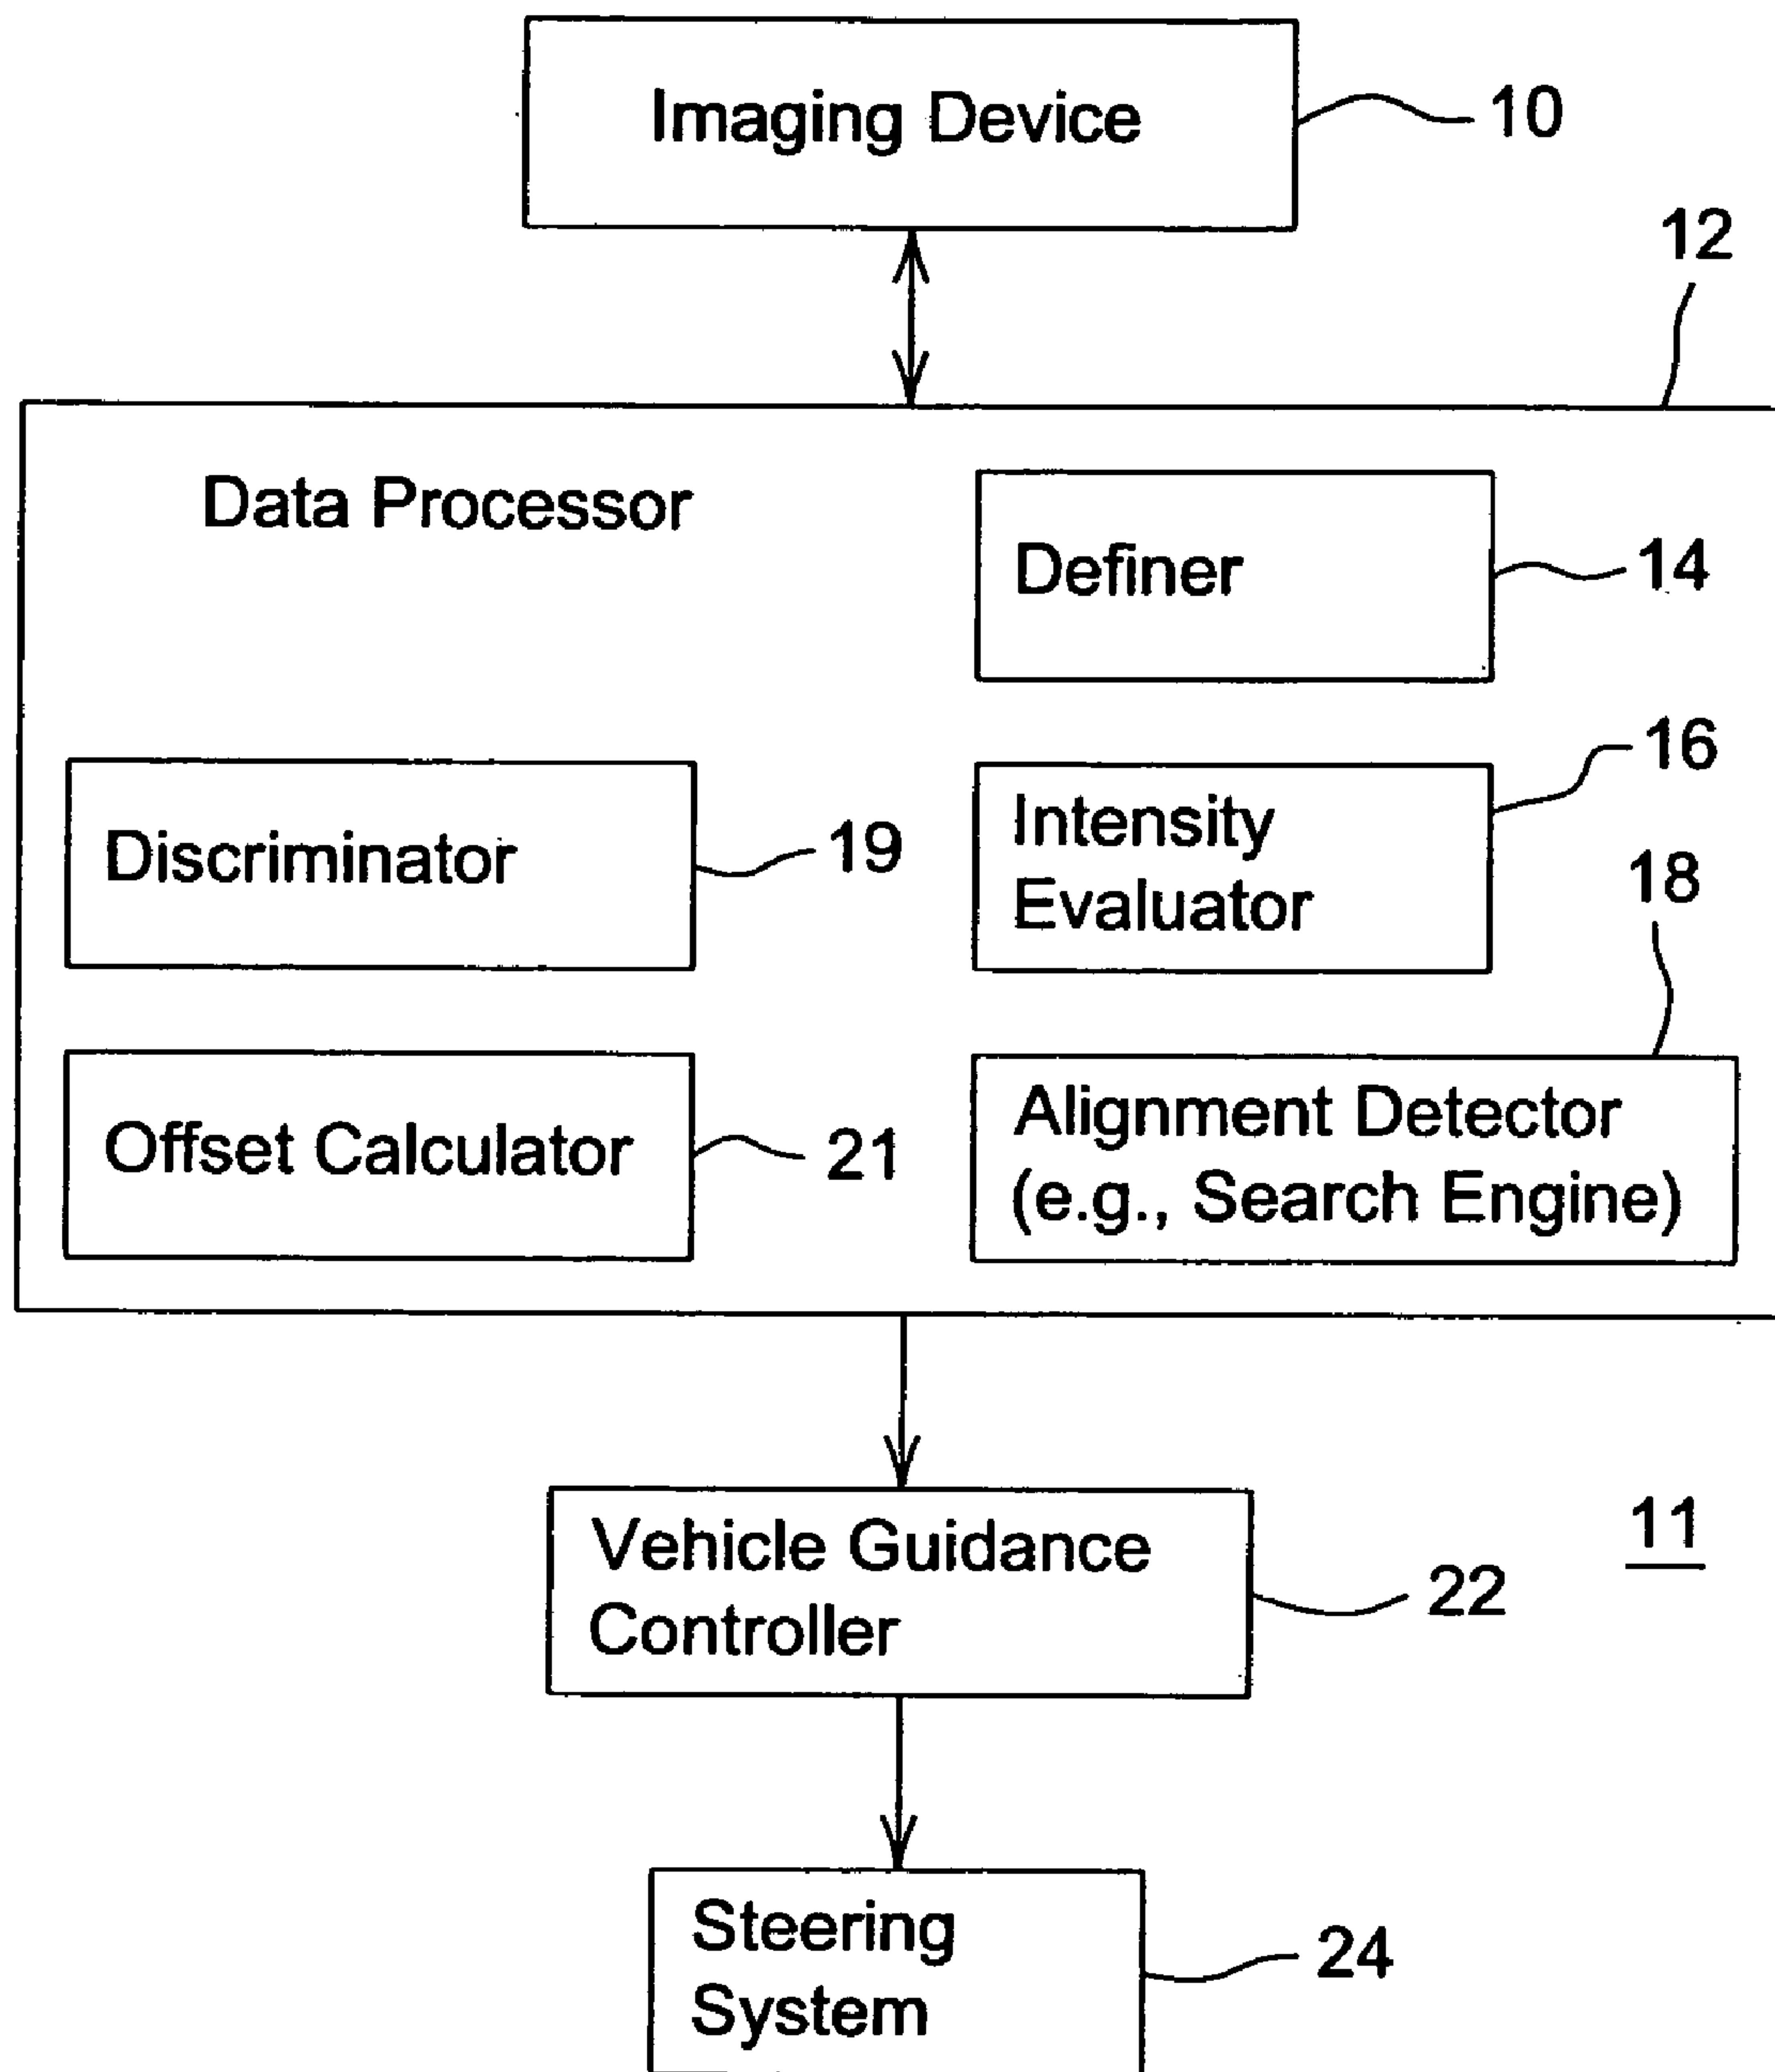 Imaging Device
10
12
Data Processor
Definer
14
16
Discriminator
19
Intensity
Evaluator
18
Offset Calculator
21
Alignment Detector
(e.g., Search Engine)
Vehicle Guidance
Controller
22
11
Steering
System
24